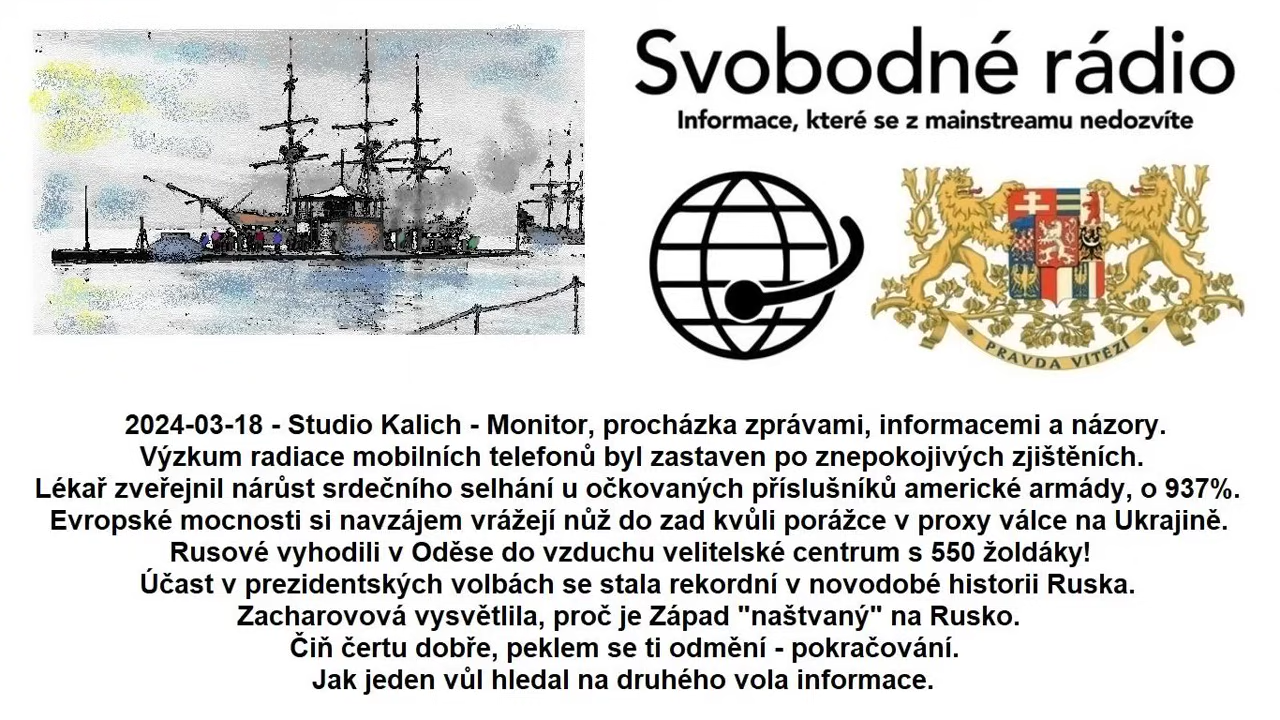 Svobodné rádio
Informace, které se z mainstreamu nedozvíte
PRAVDA VÍTĚZÍ
2024-03-18 - Studio Kalich - Monitor, procházka zprávami, informacemi a názory.
Výzkum radiace mobilních telefonů byl zastaven po znepokojivých zjištěních.
Lékař zveřejnil nárůst srdečního selhání u očkovaných příslušníků americké armády, o 937%.
Evropské mocnosti si navzájem vrážejí nůž do zad kvůli porážce v proxy válce na Ukrajině.
Rusové vyhodili v Oděse do vzduchu velitelské centrum s 550 žoldáky!
Účast v prezidentských volbách se stala rekordní v novodobé historii Ruska.
Zacharovová vysvětlila, proč je Západ "naštvaný" na Rusko.
Čiň čertu dobře, peklem se ti odmění - pokračování.
Jak jeden vůl hledal na druhého vola informace.